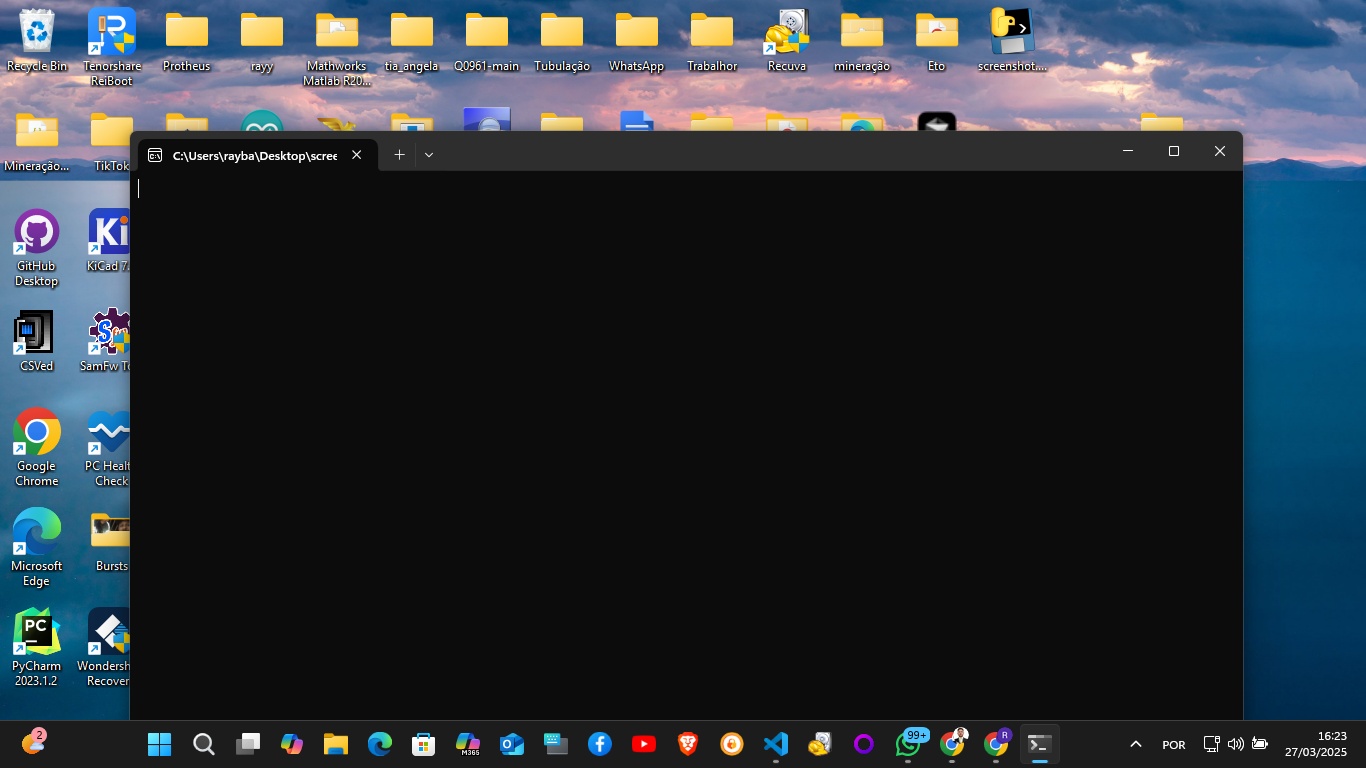 Recycle Bin
Tenorshare
ReiBoot
Protheus
rayy
Mathworks
Matlab R20...
tia_angela
Q0961-main
Tubulação
WhatsApp
Trabalhor
Recuva
mineração
Eto
screenshot....
Mineração...
TikTok
C:\Users\rayba\Desktop\scree
GitHub
Desktop
KiCad 7.
CSVed
SamFw To
Google
Chrome
PC Healt
Check
Microsoft
Edge
Bursts
PC
PyCharm
2023.1.2
Wondersh
Recover
2
M365
99+
R
POR
16:23
27/03/2025